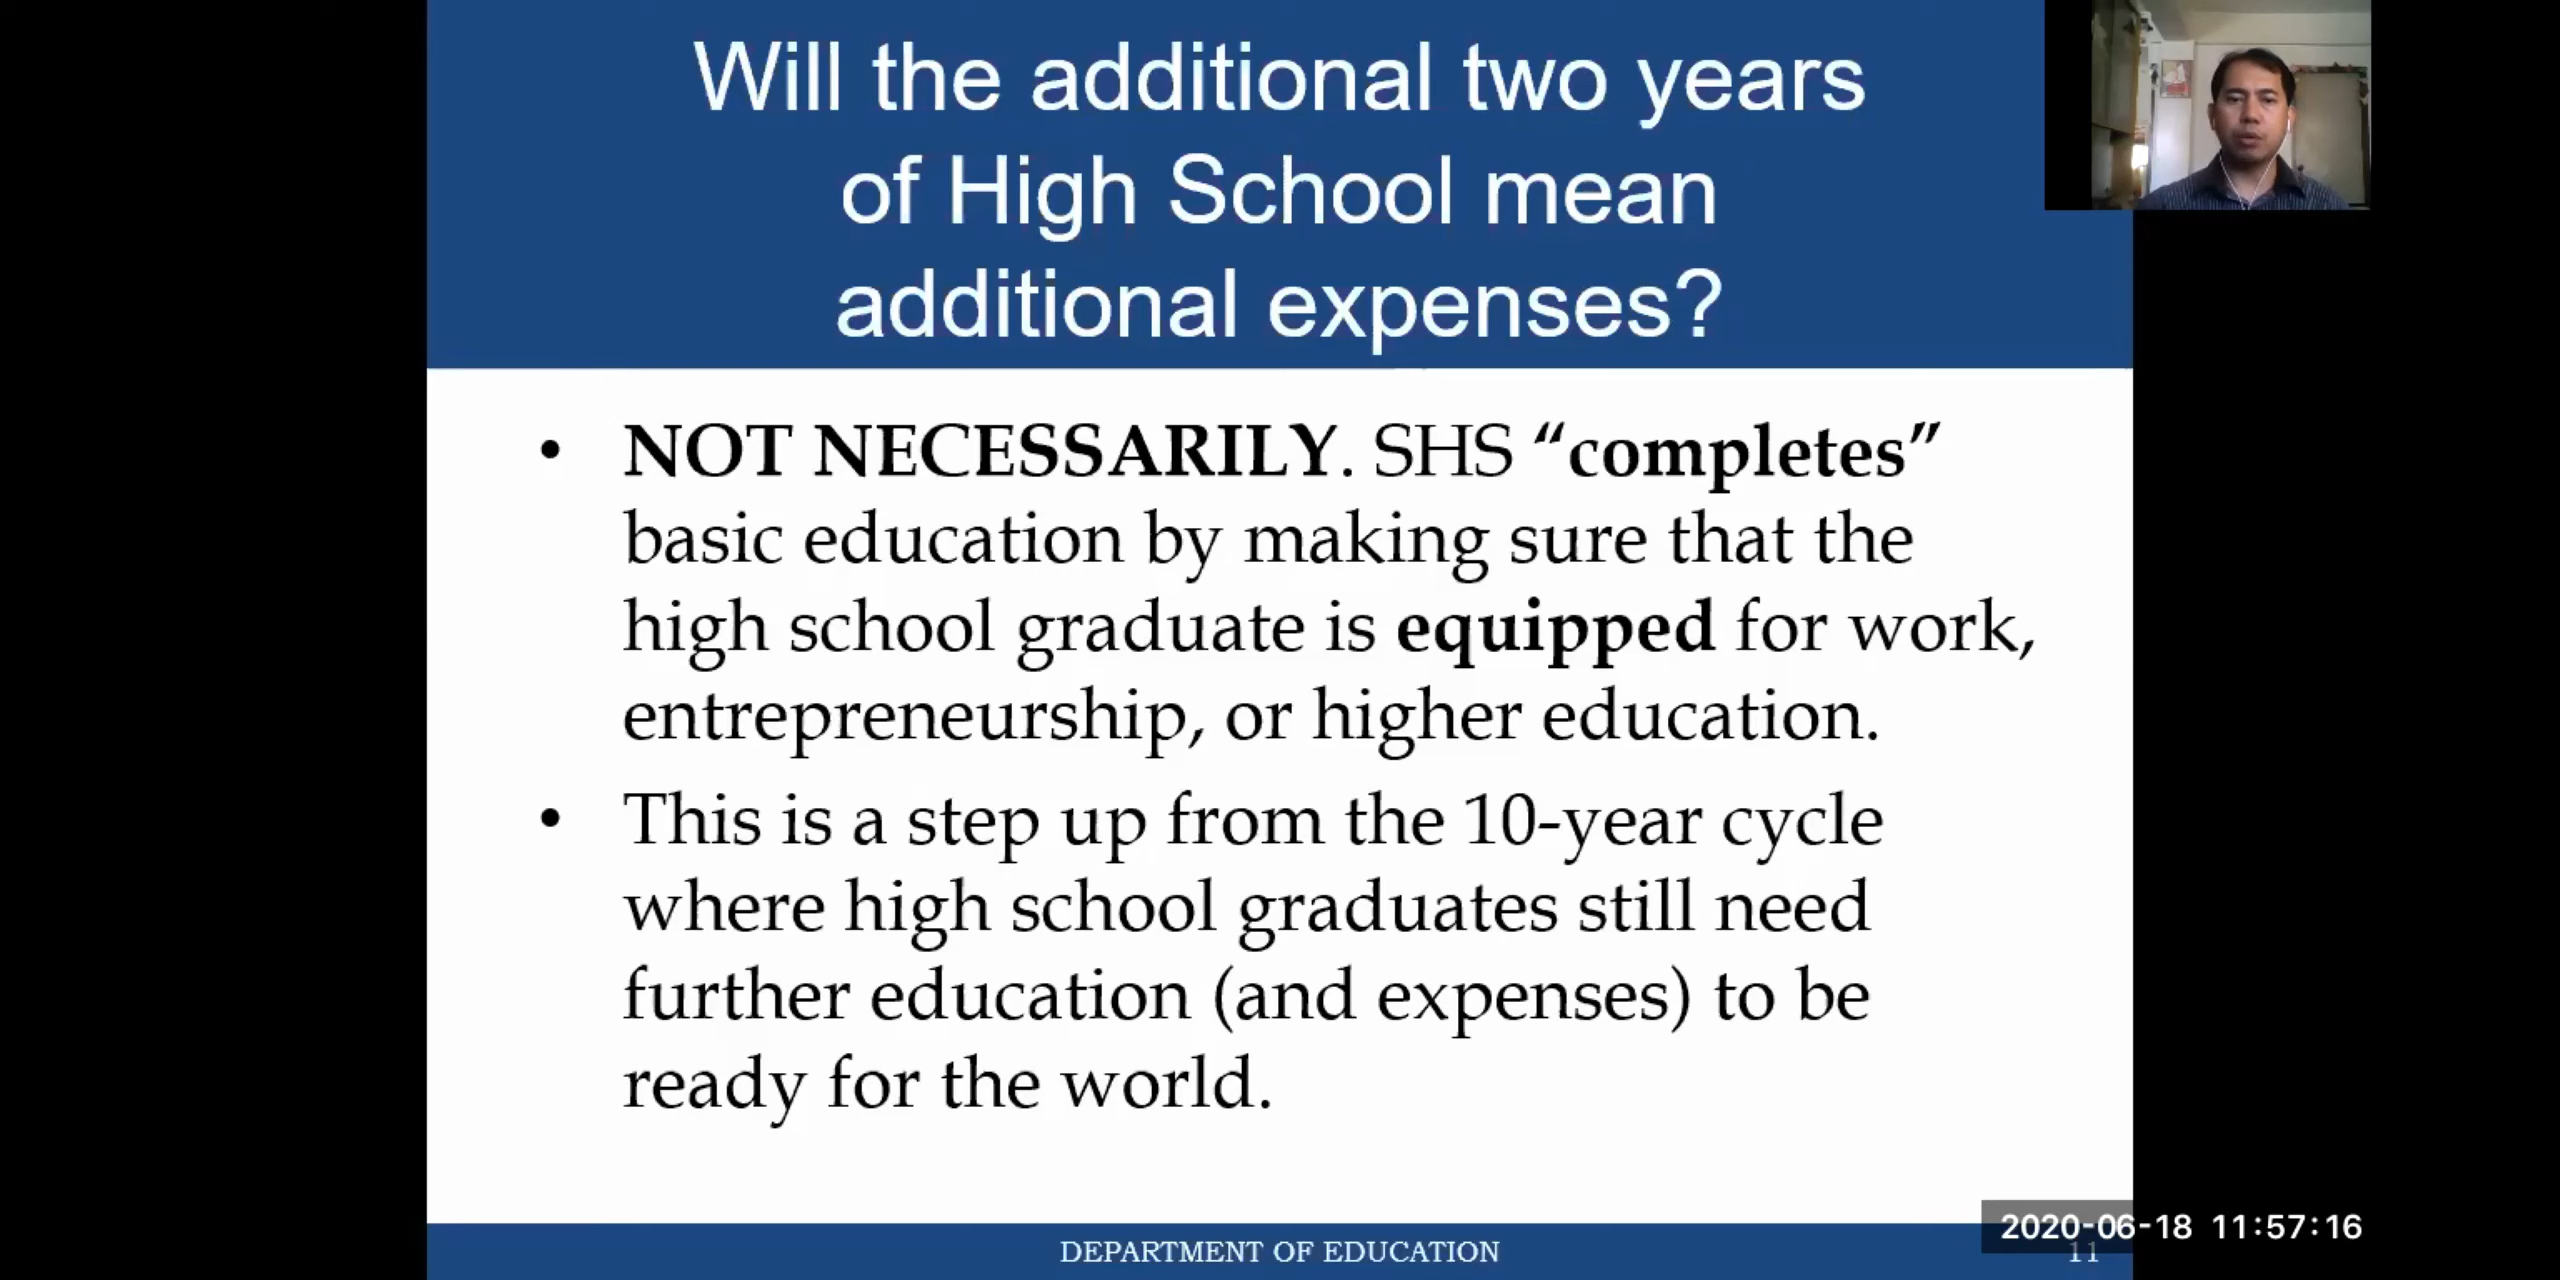 Will the additional two years
of High School mean
additional expenses?
• NOT NECESSARILY. SHS “completes”
basic education by making sure that the
high school graduate is equipped for work,
entrepreneurship, or higher education.
• This is a step up from the 10-year cycle
where high school graduates still need
further education (and expenses) to be
ready for the world.
2020-06-18 11:57:16
DEPARTMENT OF EDUCATION
11